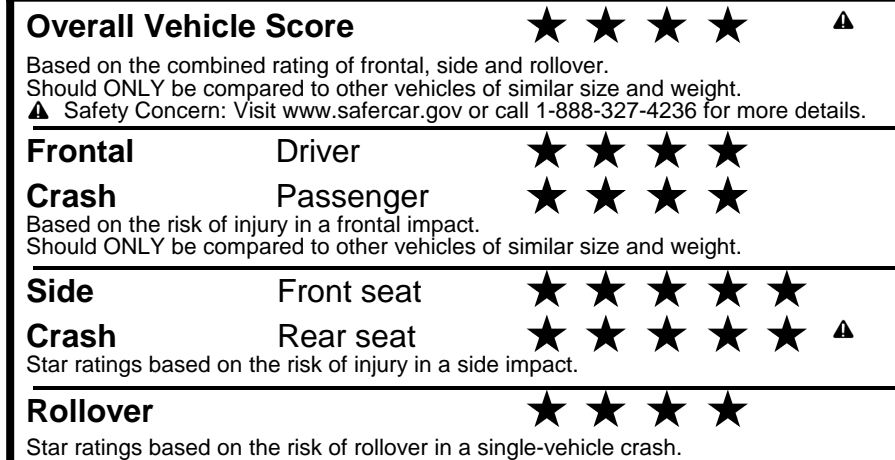 Overall Vehicle Score ★ ★ ★ ★ ⚠
Based on the combined rating of frontal, side and rollover.
Should ONLY be compared to other vehicles of similar size and weight.
⚠ Safety Concern: Visit www.safercar.gov or call 1-888-327-4236 for more details.
Frontal Driver ★ ★ ★ ★
Crash Passenger ★ ★ ★ ★
Based on the risk of injury in a frontal impact.
Should ONLY be compared to other vehicles of similar size and weight.
Side Front seat ★ ★ ★ ★ ★
Crash Rear seat ★ ★ ★ ★ ★ ⚠
Star ratings based on the risk of injury in a side impact.
Rollover ★ ★ ★ ★
Star ratings based on the risk of rollover in a single-vehicle crash.